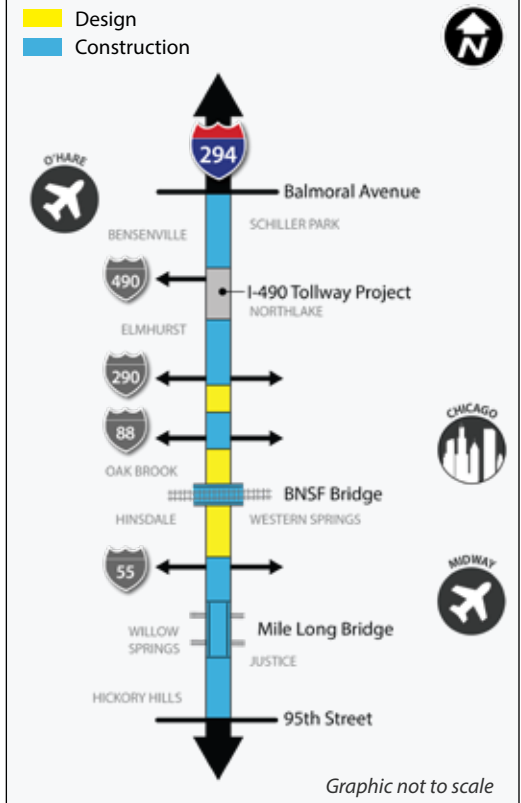 Design
Construction
N
294
O'HARE
Balmoral Avenue
SCHILLER PARK
BENSENVILLE
490
I-490 Tollway Project
NORTHLAKE
ELMHURST
290
88
CHICAGO
OAK BROOK
BNSF Bridge
HINSDALE
WESTERN SPRINGS
55
MIDWAY
WILLOW
SPRINGS
Mile Long Bridge
JUSTICE
HICKORY HILLS
95th Street
Graphic not to scale